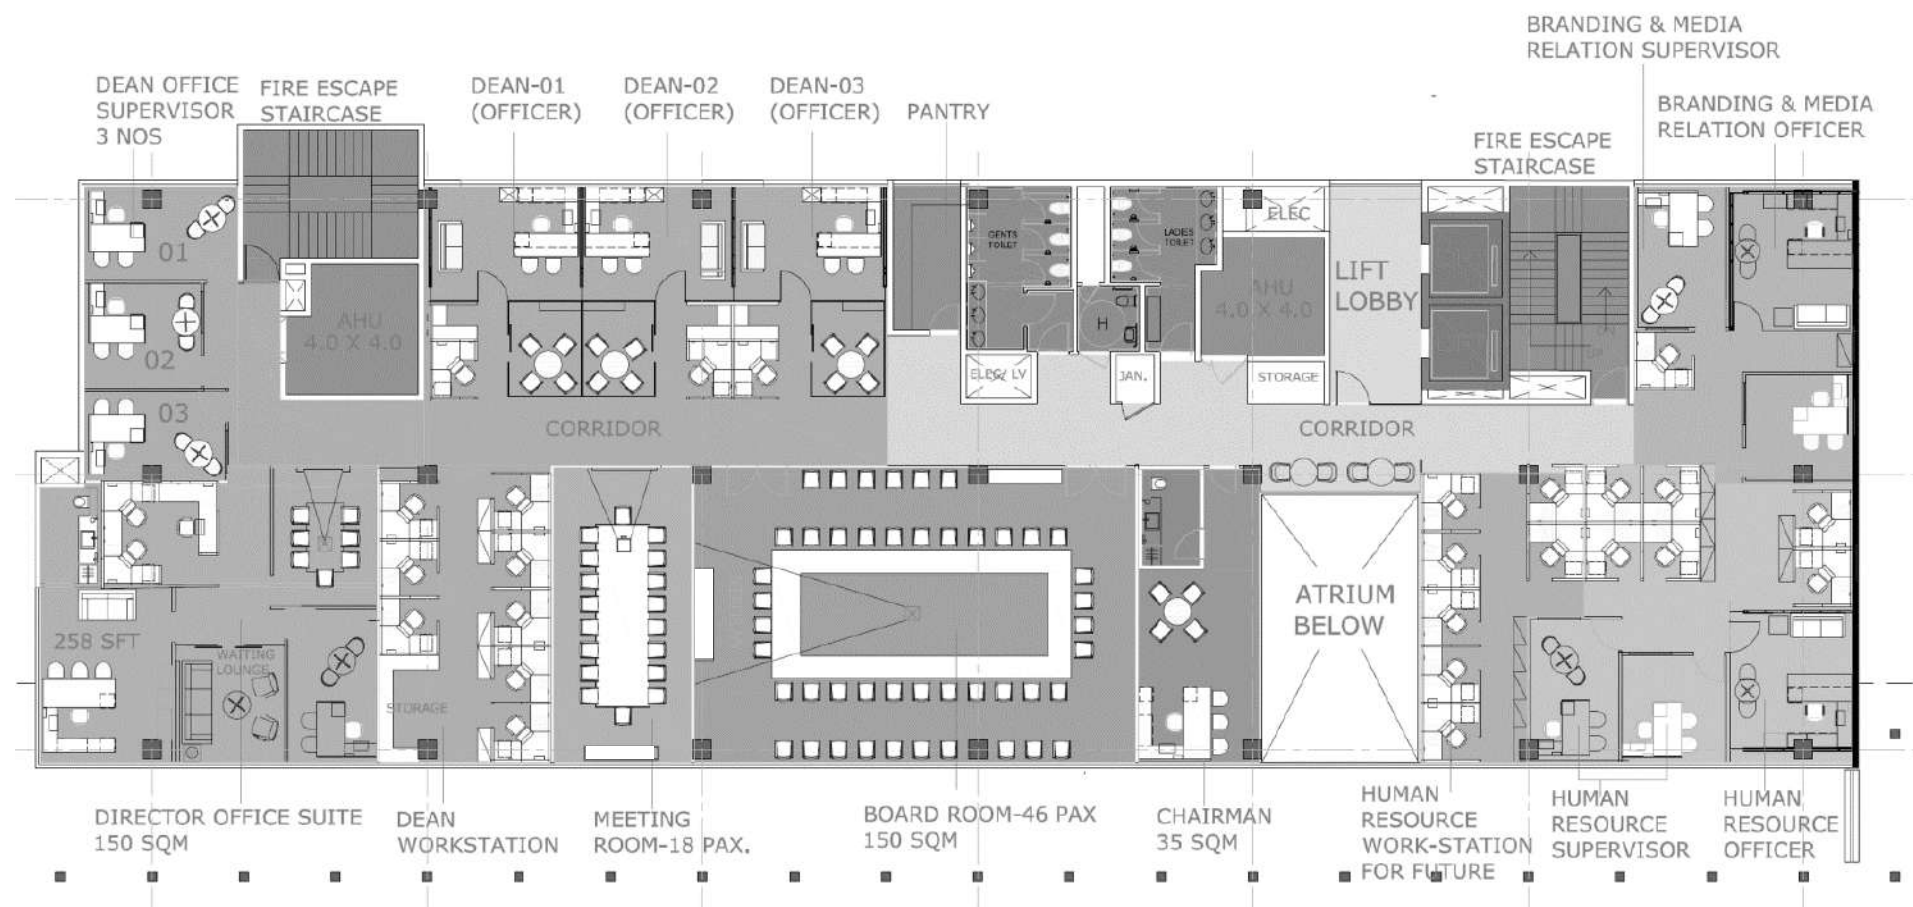 BRANDING & MEDIA
RELATION SUPERVISOR
DEAN OFFICE
SUPERVISOR
3 NOS
FIRE ESCAPE
STAIRCASE
DEAN-01
(OFFICER)
DEAN-02
(OFFICER)
DEAN-03
(OFFICER)
PANTRY
BRANDING & MEDIA
RELATION OFFICER
FIRE ESCAPE
STAIRCASE
01
02
03
AHU
4.0 X 4.0
GENTS
TOILET
LADIES
TOILET
ELEC
AHU
4.0 X 4.0
LIFT
LOBBY
H
ELEC/ LV
JAN.
STORAGE
CORRIDOR
CORRIDOR
258 SFT
WAITING
LOUNGE
STORAGE
ATRIUM
BELOW
DIRECTOR OFFICE SUITE
150 SQM
DEAN
WORKSTATION
MEETING
ROOM-18 PAX.
BOARD ROOM-46 PAX
150 SQM
CHAIRMAN
35 SQM
HUMAN
RESOURCE
WORK-STATION
FOR FUTURE
HUMAN
RESOURCE
SUPERVISOR
HUMAN
RESOURCE
OFFICER